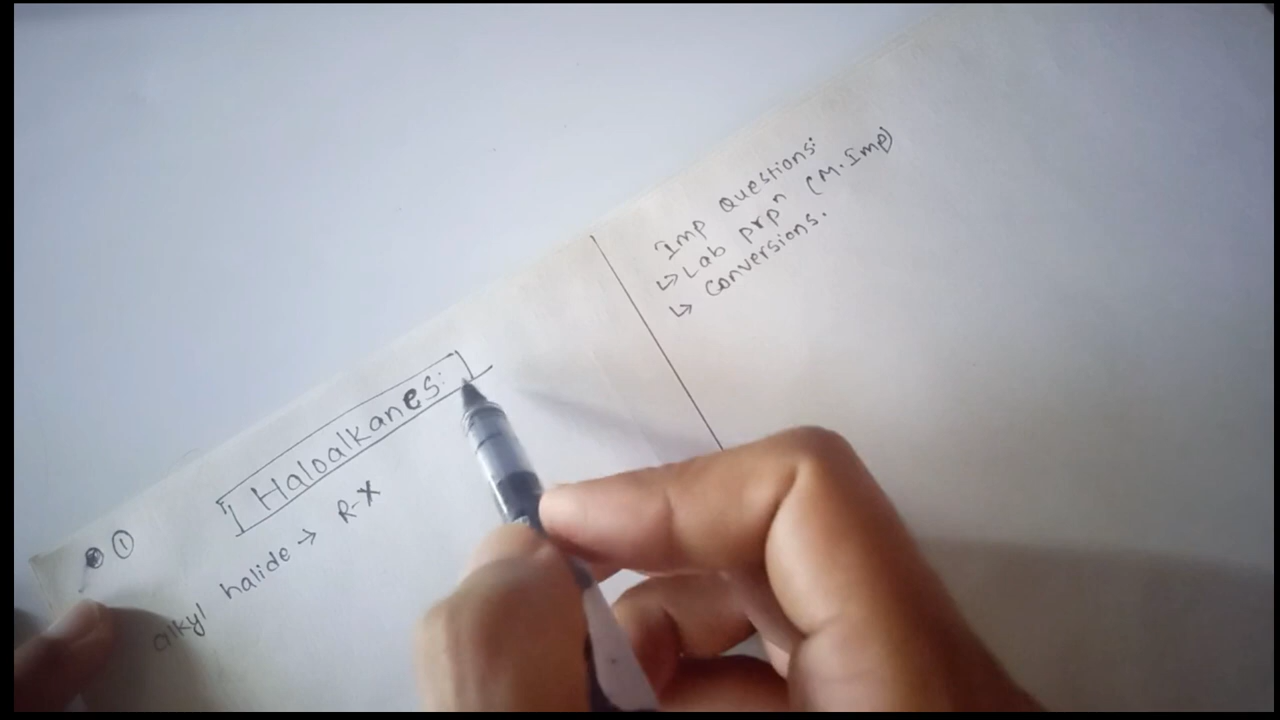 ① Haloalkanes:
alkyl halide → R-X
Imp Questions:
↳ Lab prpⁿ (M.Imp)
↳ conversions.